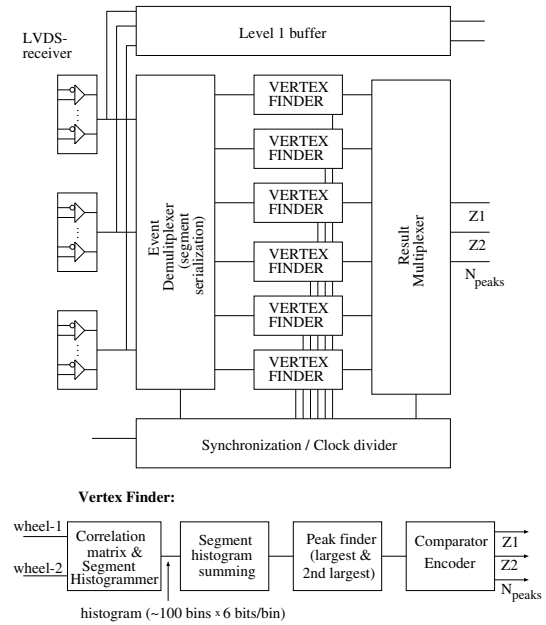 LVDS-
receiver
Level 1 buffer
VERTEX
FINDER
VERTEX
FINDER
VERTEX
FINDER
VERTEX
FINDER
VERTEX
FINDER
VERTEX
FINDER
Event
Demulitplexer
(segment
serialization)
Result
Multiplexer
Z1
Z2
Npeaks
Synchronization / Clock divider
Vertex Finder:
wheel-1
wheel-2
Correlation
matrix &
Segment
Histogrammer
Segment
histogram
summing
Peak finder
(largest &
2nd largest)
Comparator
Encoder
Z1
Z2
Npeaks
histogram (~100 bins x 6 bits/bin)